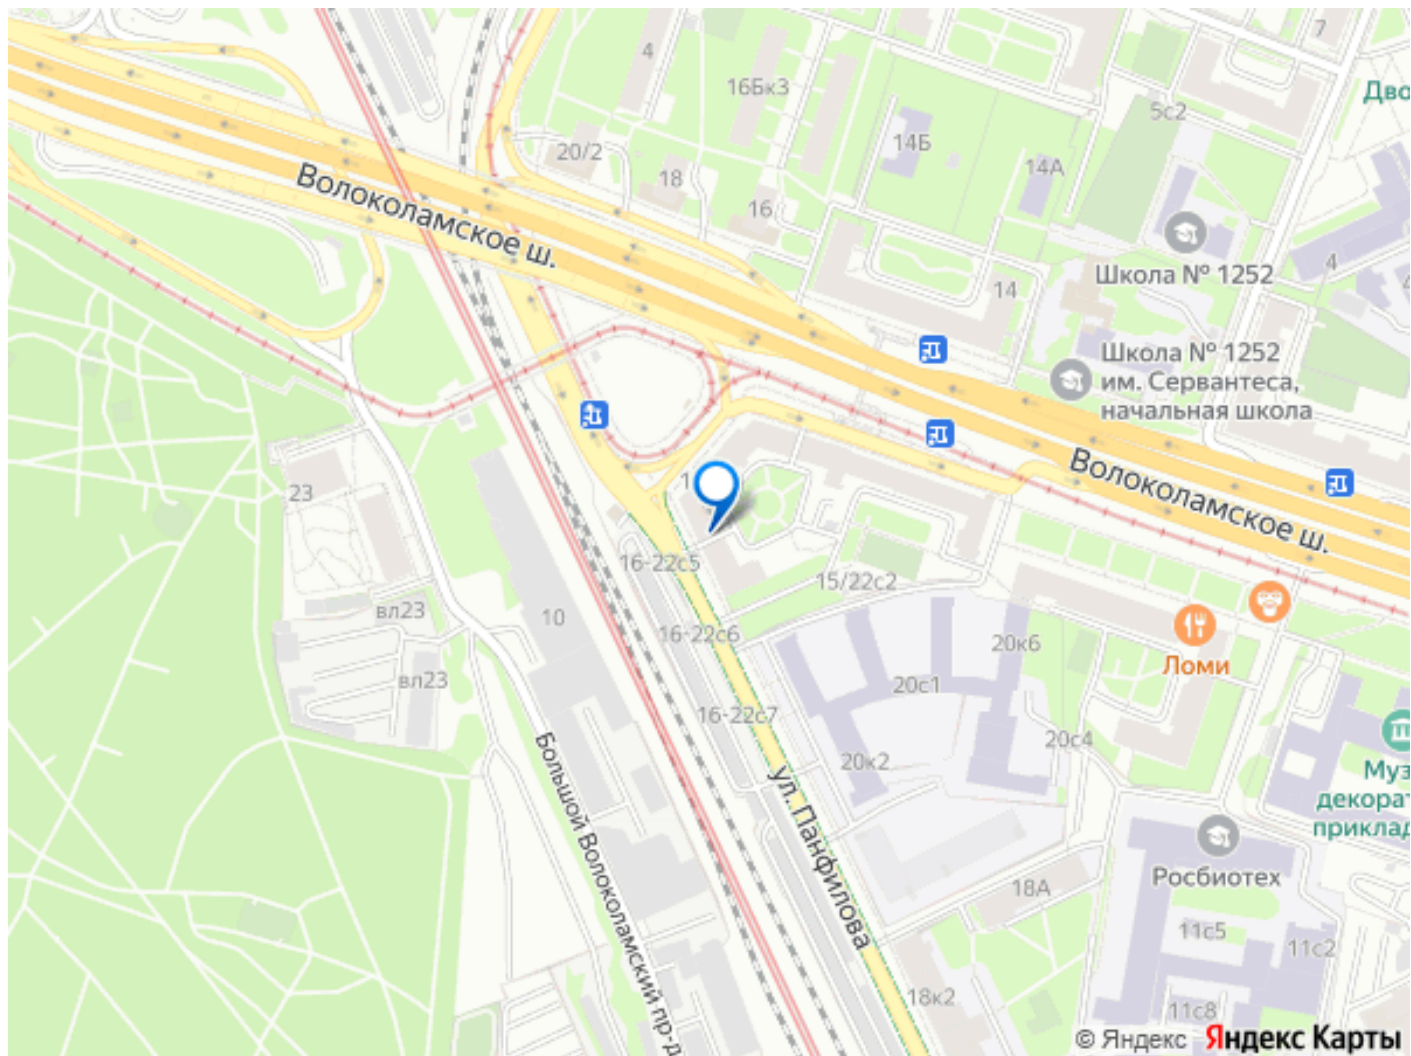 7
4
16Бк3
Дво
5с2
14Б
20/2
14А
18
16
Волоколамское ш.
4
4
Школа № 1252
14
Школа № 1252
им. Сервантеса,
начальная школа
Волоколамское ш.
1
23
16-22с5
15/22с2
вл23
10
16-22с6
20к6
Ломи
вл23
20с1
16-22с7
20с4
20к2
Муз
декорат
приклад
Большой Волоколамский пр-д
ул. Панфилова
Росбиотех
18А
11с5
11с2
18к2
11с8
© Яндекс Яндекс Карты